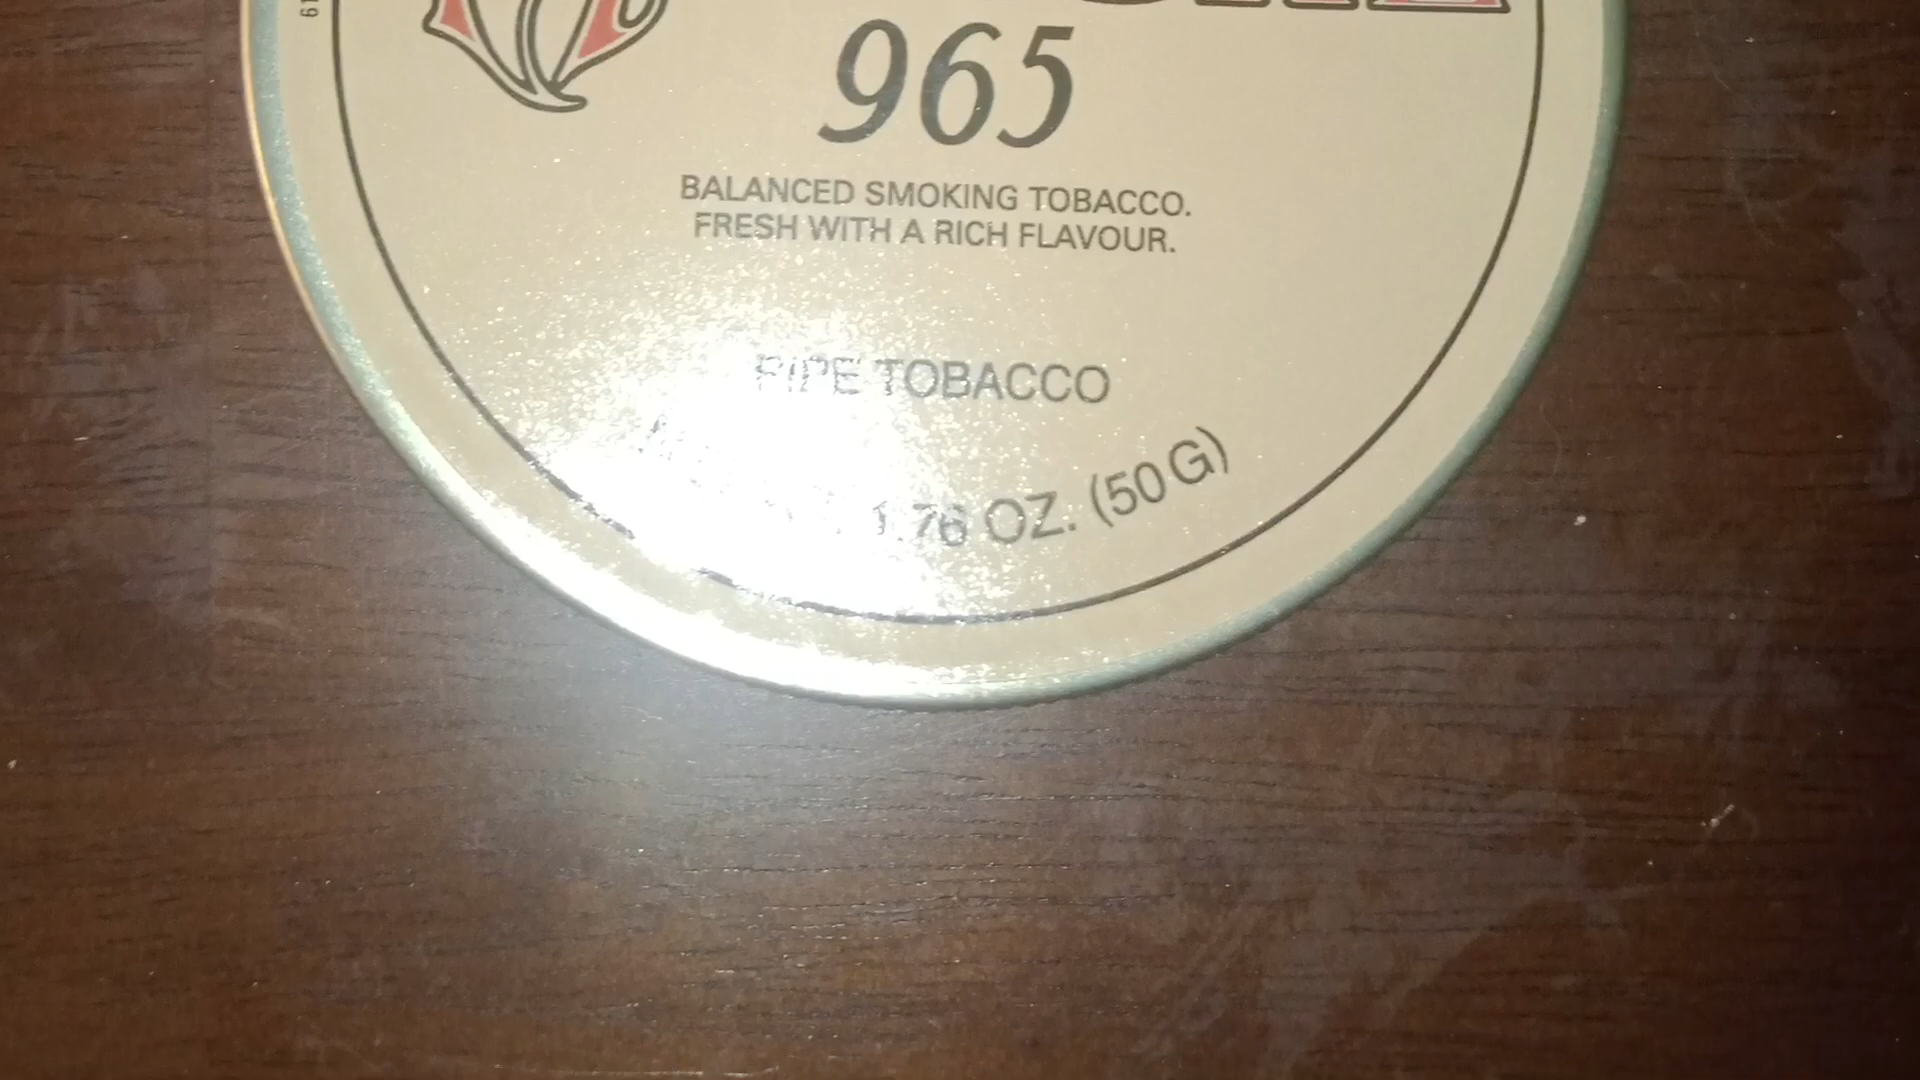 965
BALANCED SMOKING TOBACCO.
FRESH WITH A RICH FLAVOUR.
PIPE TOBACCO
1.76 OZ. (50 G)